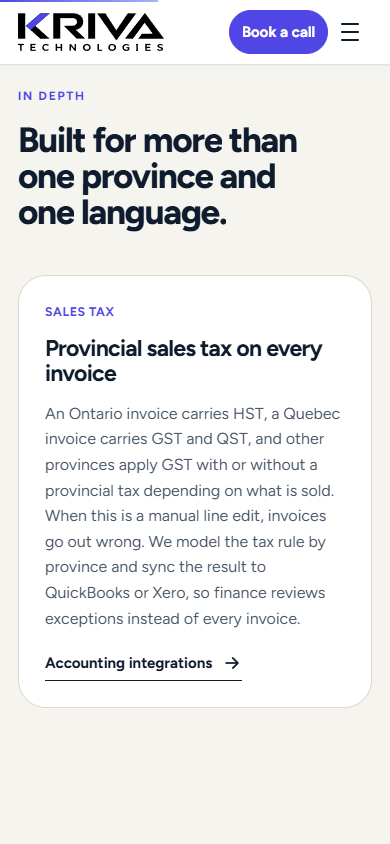 KRIVA
TECHNOLOGIES
Book a call
IN DEPTH
Built for more than
one province and
one language.
SALES TAX
Provincial sales tax on every
invoice
An Ontario invoice carries HST, a Quebec
invoice carries GST and QST, and other
provinces apply GST with or without a
provincial tax depending on what is sold.
When this is a manual line edit, invoices
go out wrong. We model the tax rule by
province and sync the result to
QuickBooks or Xero, so finance reviews
exceptions instead of every invoice.
Accounting integrations